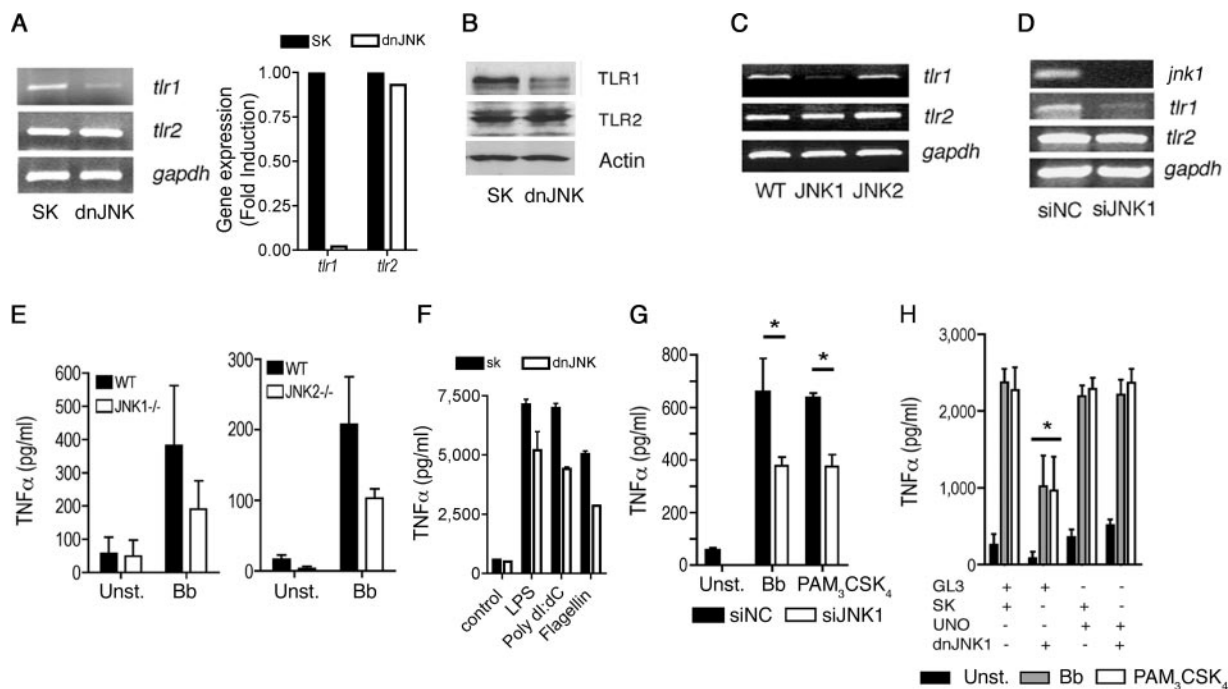 A
SK dnJNK
tlr1
tlr2
gapdh
SK dnJNK
Gene expression
(Fold Induction)
1.00
0.75
0.50
0.25
0.00
tlr1 tlr2
B
TLR1
TLR2
Actin
SK dnJNK
C
tlr1
tlr2
gapdh
WT JNK1 JNK2
D
jnk1
tlr1
tlr2
gapdh
siNC siJNK1
E
TNFα (pg/ml)
600
500
400
300
200
100
0
WT
JNK1-/-
Unst. Bb
300
200
100
0
WT
JNK2-/-
Unst. Bb
F
sk dnJNK
TNFα (pg/ml)
7,500
5,000
2,500
0
control LPS Poly dI:dC Flagellin
G
TNFα (pg/ml)
800
600
400
200
0
* *
Unst. Bb PAM₃CSK₄
siNC siJNK1
H
TNFα (pg/ml)
3,000
2,000
1,000
0
*
GL3 + + - -
SK + - + -
UNO - - + +
dnJNK1 - + - +
Unst. Bb PAM₃CSK₄